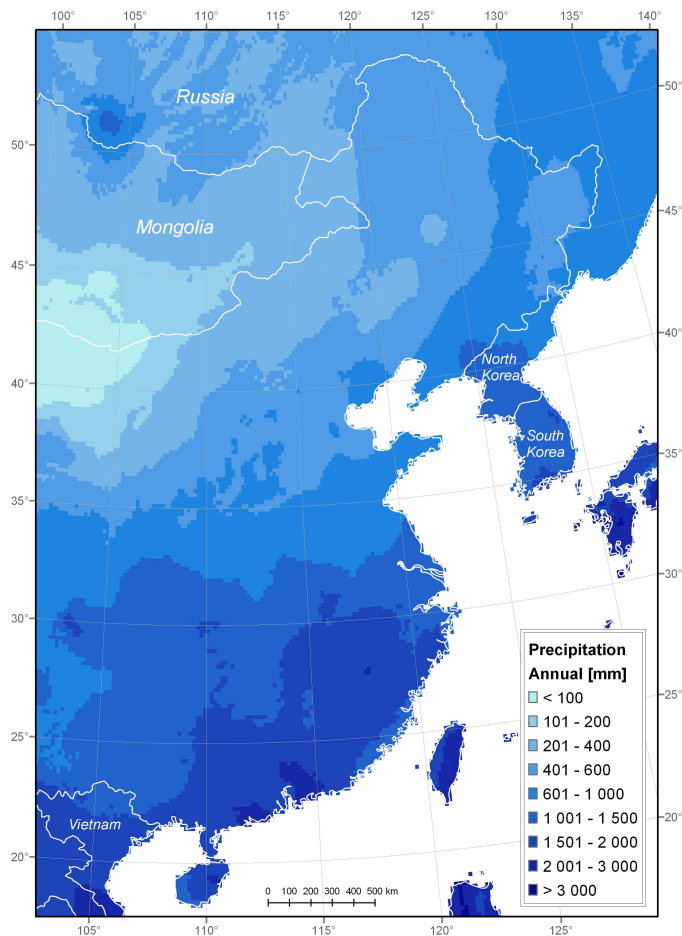 100° 105° 110° 115° 120° 125° 130° 135° 140°
Russia
50°
50°
Mongolia
45°
45°
40°
North
Korea
40°
South
Korea
35°
35°
30°
30°
Precipitation
Annual [mm]
< 100
101 - 200
201 - 400
401 - 600
601 - 1 000
1 001 - 1 500
1 501 - 2 000
2 001 - 3 000
> 3 000
25°
25°
Vietnam
20°
20°
0 100 200 300 400 500 km
105° 110° 115° 120° 125°